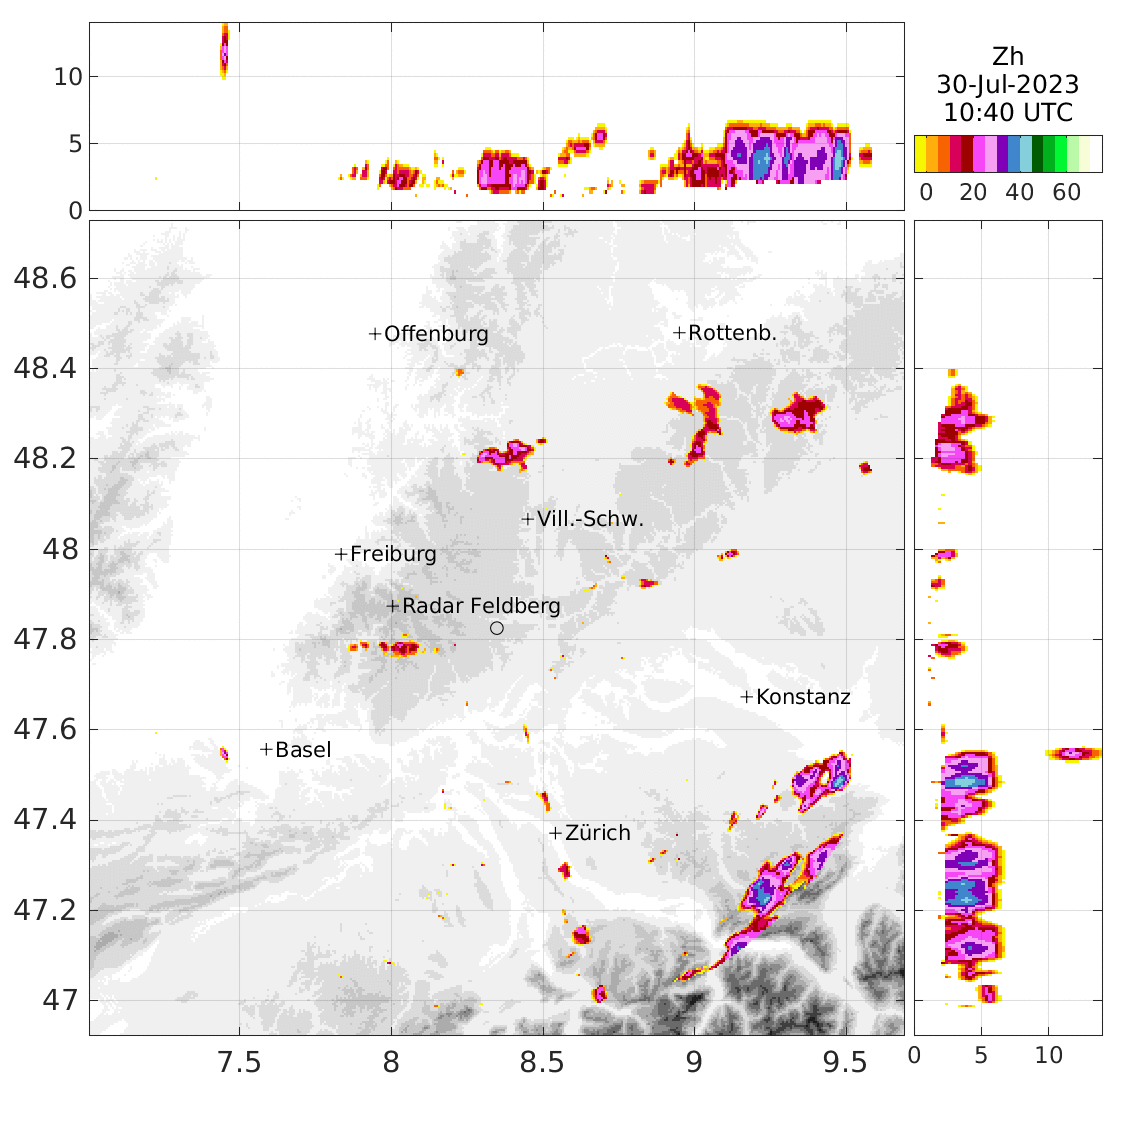 Zh
30-Jul-2023
10:40 UTC
0 20 40 60
10
5
0
48.6
48.4
48.2
48
47.8
47.6
47.4
47.2
47
+Offenburg
+Rottenb.
+Vill.-Schw.
+Freiburg
+Radar Feldberg
+Konstanz
+Basel
+Zürich
7.5 8 8.5 9 9.5
0 5 10